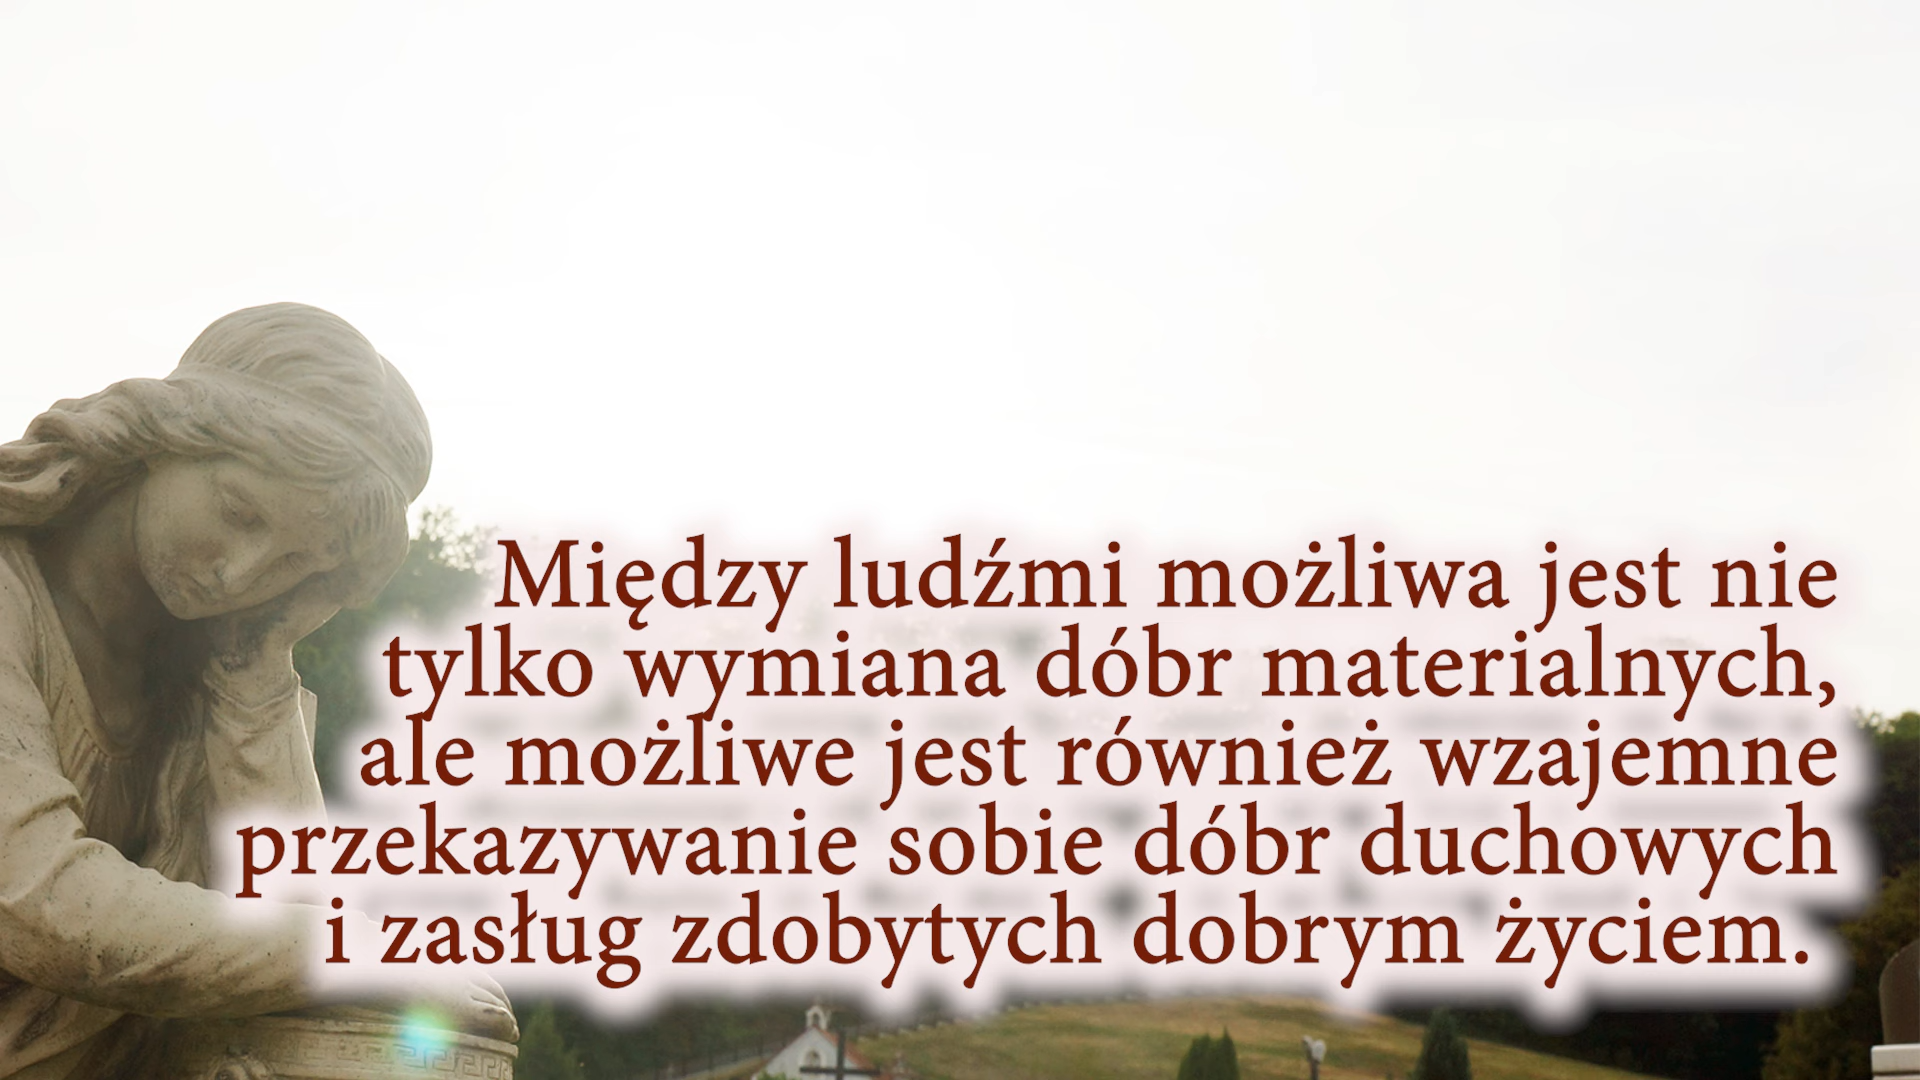 Między ludźmi możliwa jest nie
tylko wymiana dóbr materialnych,
ale możliwe jest również wzajemne
przekazywanie sobie dóbr duchowych
i zasług zdobytych dobrym życiem.